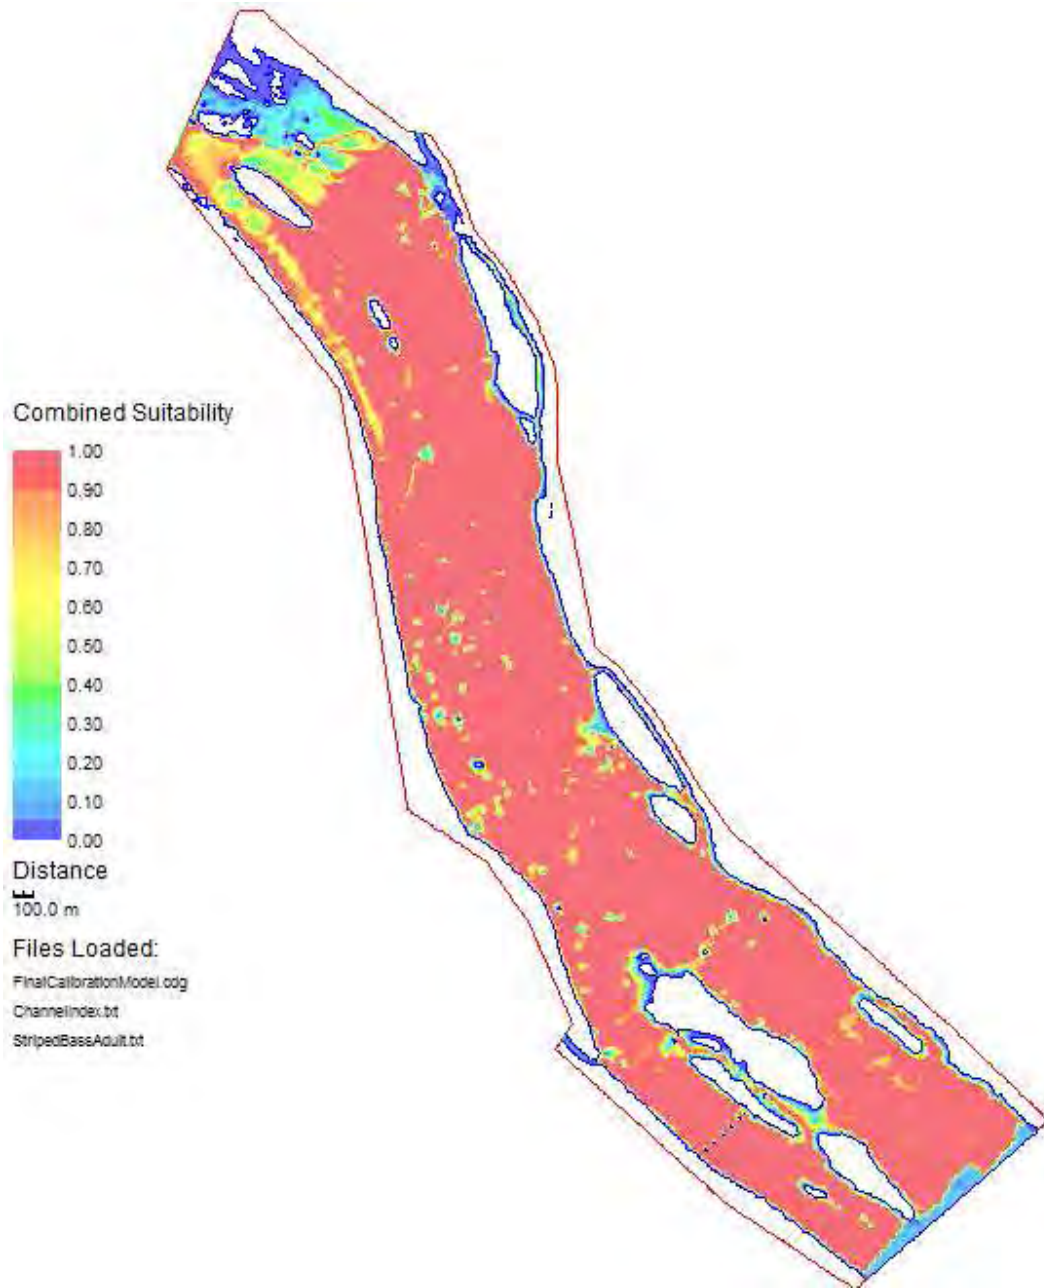 Combined Suitability
1.00
0.90
0.80
0.70
0.60
0.50
0.40
0.30
0.20
0.10
0.00
Distance
100.0 m
Files Loaded:
FinalCalibrationModel.cdg
ChannelIndex.txt
StripedBassAdult.txt